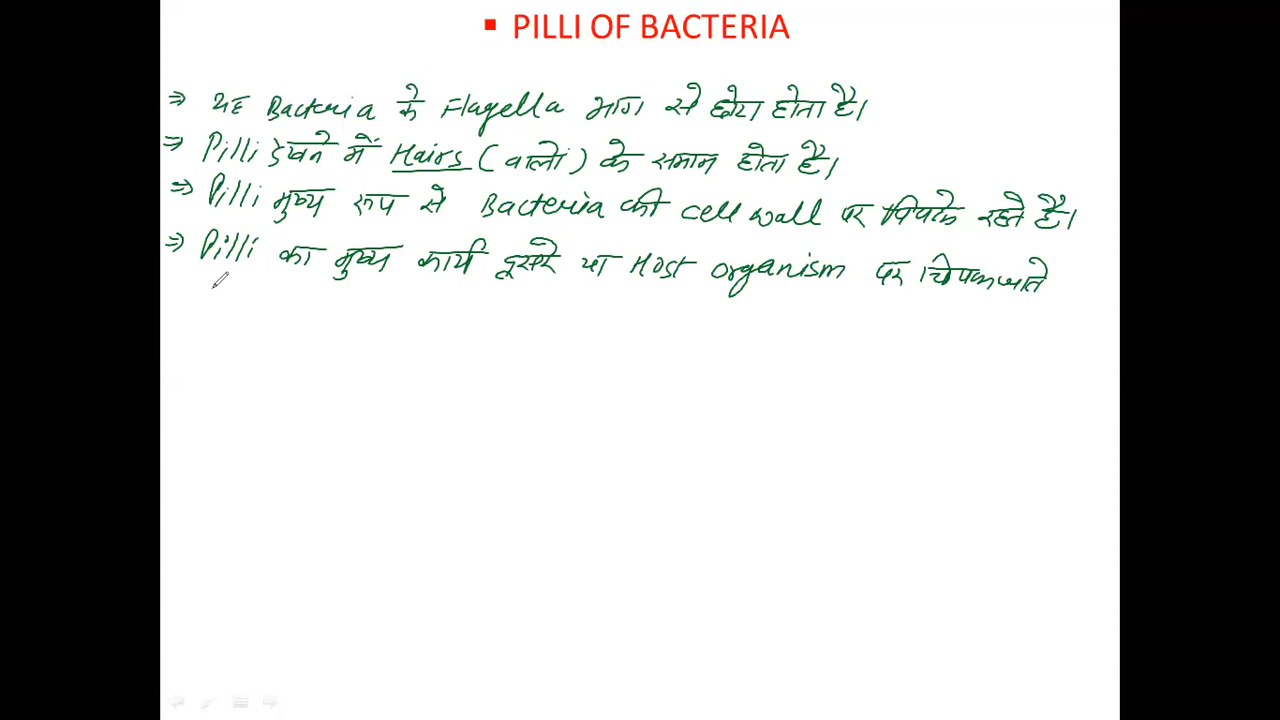 ▪ PILLI OF BACTERIA
⇒ यह Bacteria के Flagella भाग से छोटा होता है।
⇒ Pilli देखने में Hairs (वालो) के समान होता है।
⇒ Pilli मुख्य रूप से Bacteria की cell wall पर चिपके रहते है।
⇒ Pilli का मुख्य कार्य दूसरे या Host organism पर चिपक जाते